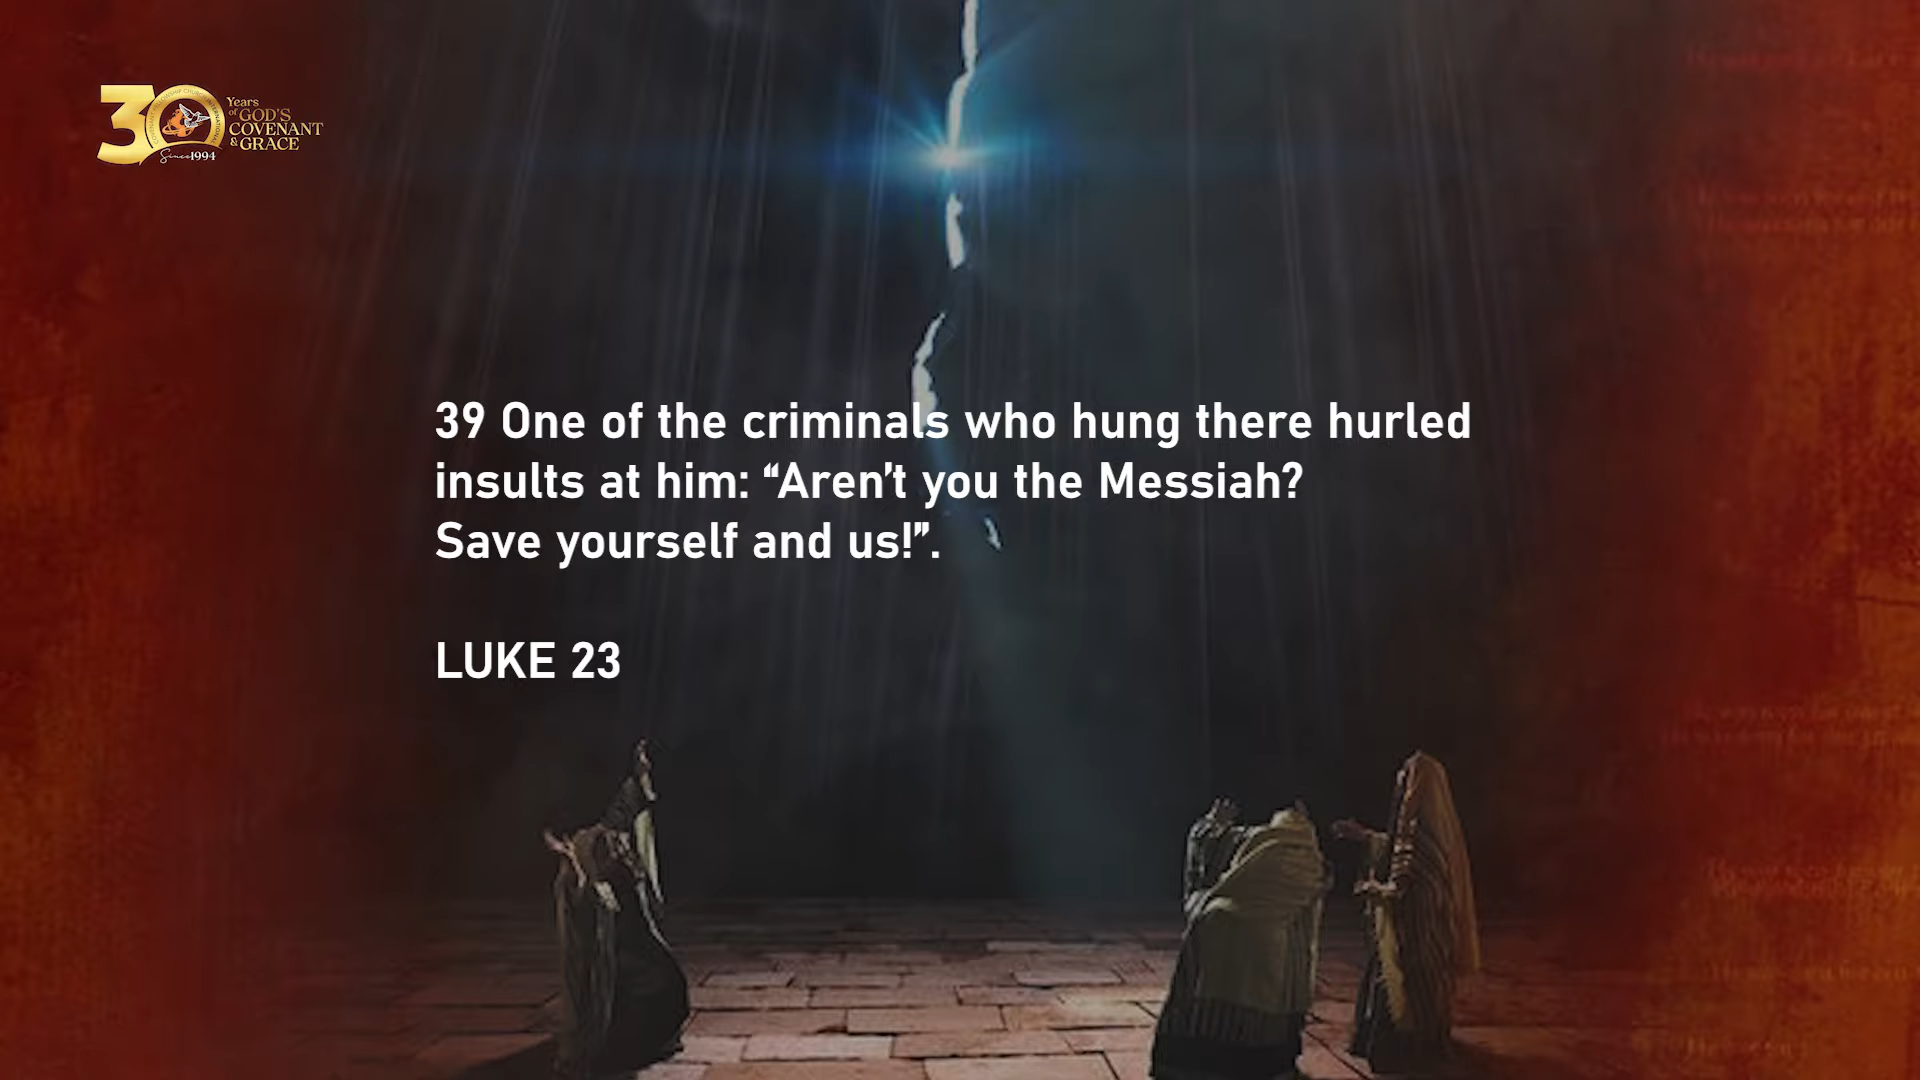 30 Years
of GOD'S
COVENANT
& GRACE
Since 1994
39 One of the criminals who hung there hurled
insults at him: “Aren’t you the Messiah?
Save yourself and us!”.
LUKE 23